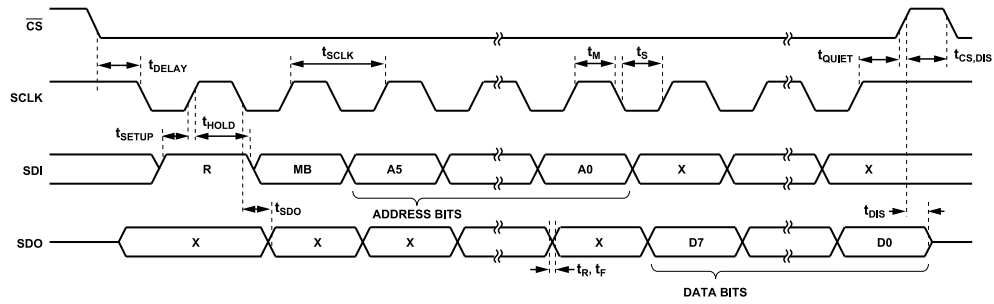 CS
tDELAY
tSCLK
tM
tS
tQUIET
tCS,DIS
SCLK
tSETUP
tHOLD
SDI
R
MB
A5
A0
X
X
tSDO
ADDRESS BITS
tDIS
SDO
X
X
X
X
D7
D0
tR, tF
DATA BITS